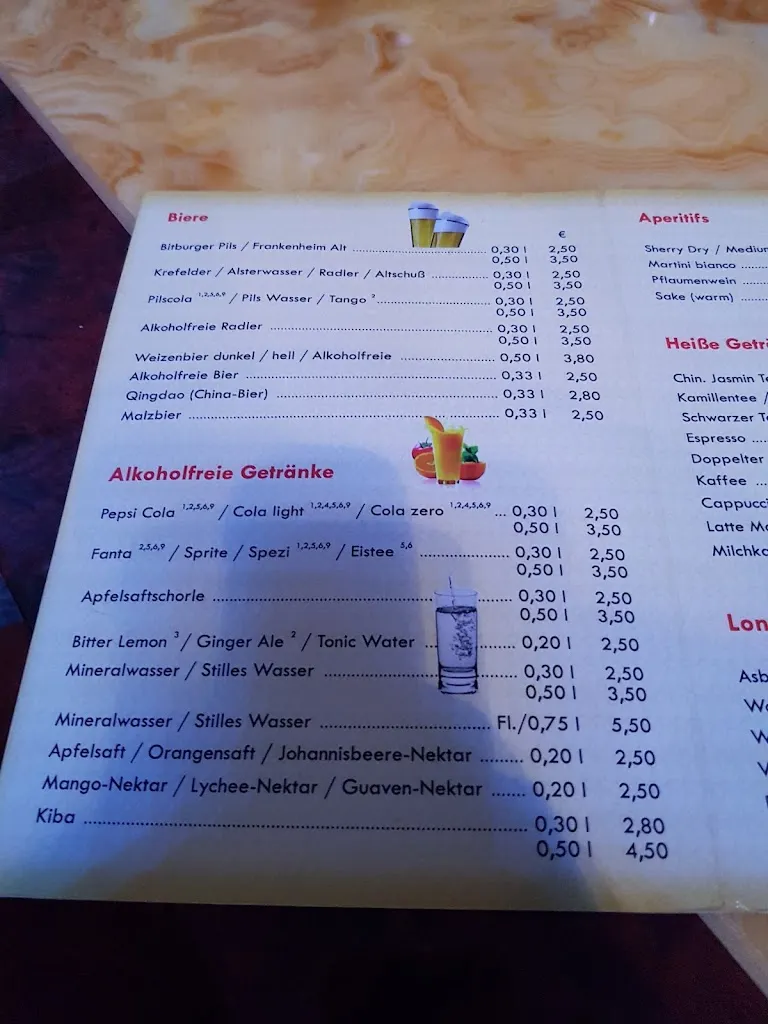 Biere
€
Bitburger Pils / Frankenheim Alt ........ 0,30 l 2,50
0,50 l 3,50
Krefelder / Alsterwasser / Radler / Altschuß ........ 0,30 l 2,50
0,50 l 3,50
Pilscola 1,2,5,6,9 / Pils Wasser / Tango 2 ........ 0,30 l 2,50
0,50 l 3,50
Alkoholfreie Radler ........ 0,30 l 2,50
0,50 l 3,50
Weizenbier dunkel / hell / Alkoholfreie ........ 0,50 l 3,80
Alkoholfreie Bier ........ 0,33 l 2,50
Qingdao (China-Bier) ........ 0,33 l 2,80
Malzbier ........ 0,33 l 2,50
Alkoholfreie Getränke
Pepsi Cola 1,2,5,6,9 / Cola light 1,2,4,5,6,9 / Cola zero 1,2,4,5,6,9 ... 0,30 l 2,50
0,50 l 3,50
Fanta 2,5,6,9 / Sprite / Spezi 1,2,5,6,9 / Eistee 5,6 ........ 0,30 l 2,50
0,50 l 3,50
Apfelsaftschorle ........ 0,30 l 2,50
0,50 l 3,50
Bitter Lemon 3 / Ginger Ale 2 / Tonic Water ........ 0,20 l 2,50
Mineralwasser / Stilles Wasser ........ 0,30 l 2,50
0,50 l 3,50
Mineralwasser / Stilles Wasser ........ Fl./0,75 l 5,50
Apfelsaft / Orangensaft / Johannisbeere-Nektar ........ 0,20 l 2,50
Mango-Nektar / Lychee-Nektar / Guaven-Nektar ....... 0,20 l 2,50
Kiba ........ 0,30 l 2,80
0,50 l 4,50
Aperitifs
Sherry Dry / Medium
Martini bianco ........
Pflaumenwein ........
Sake (warm) ........
Heiße Getr
Chin. Jasmin Te
Kamillentee /
Schwarzer Te
Espresso ....
Doppelter
Kaffee ...
Cappucci
Latte Ma
Milchka
Lon
Asb
W
W